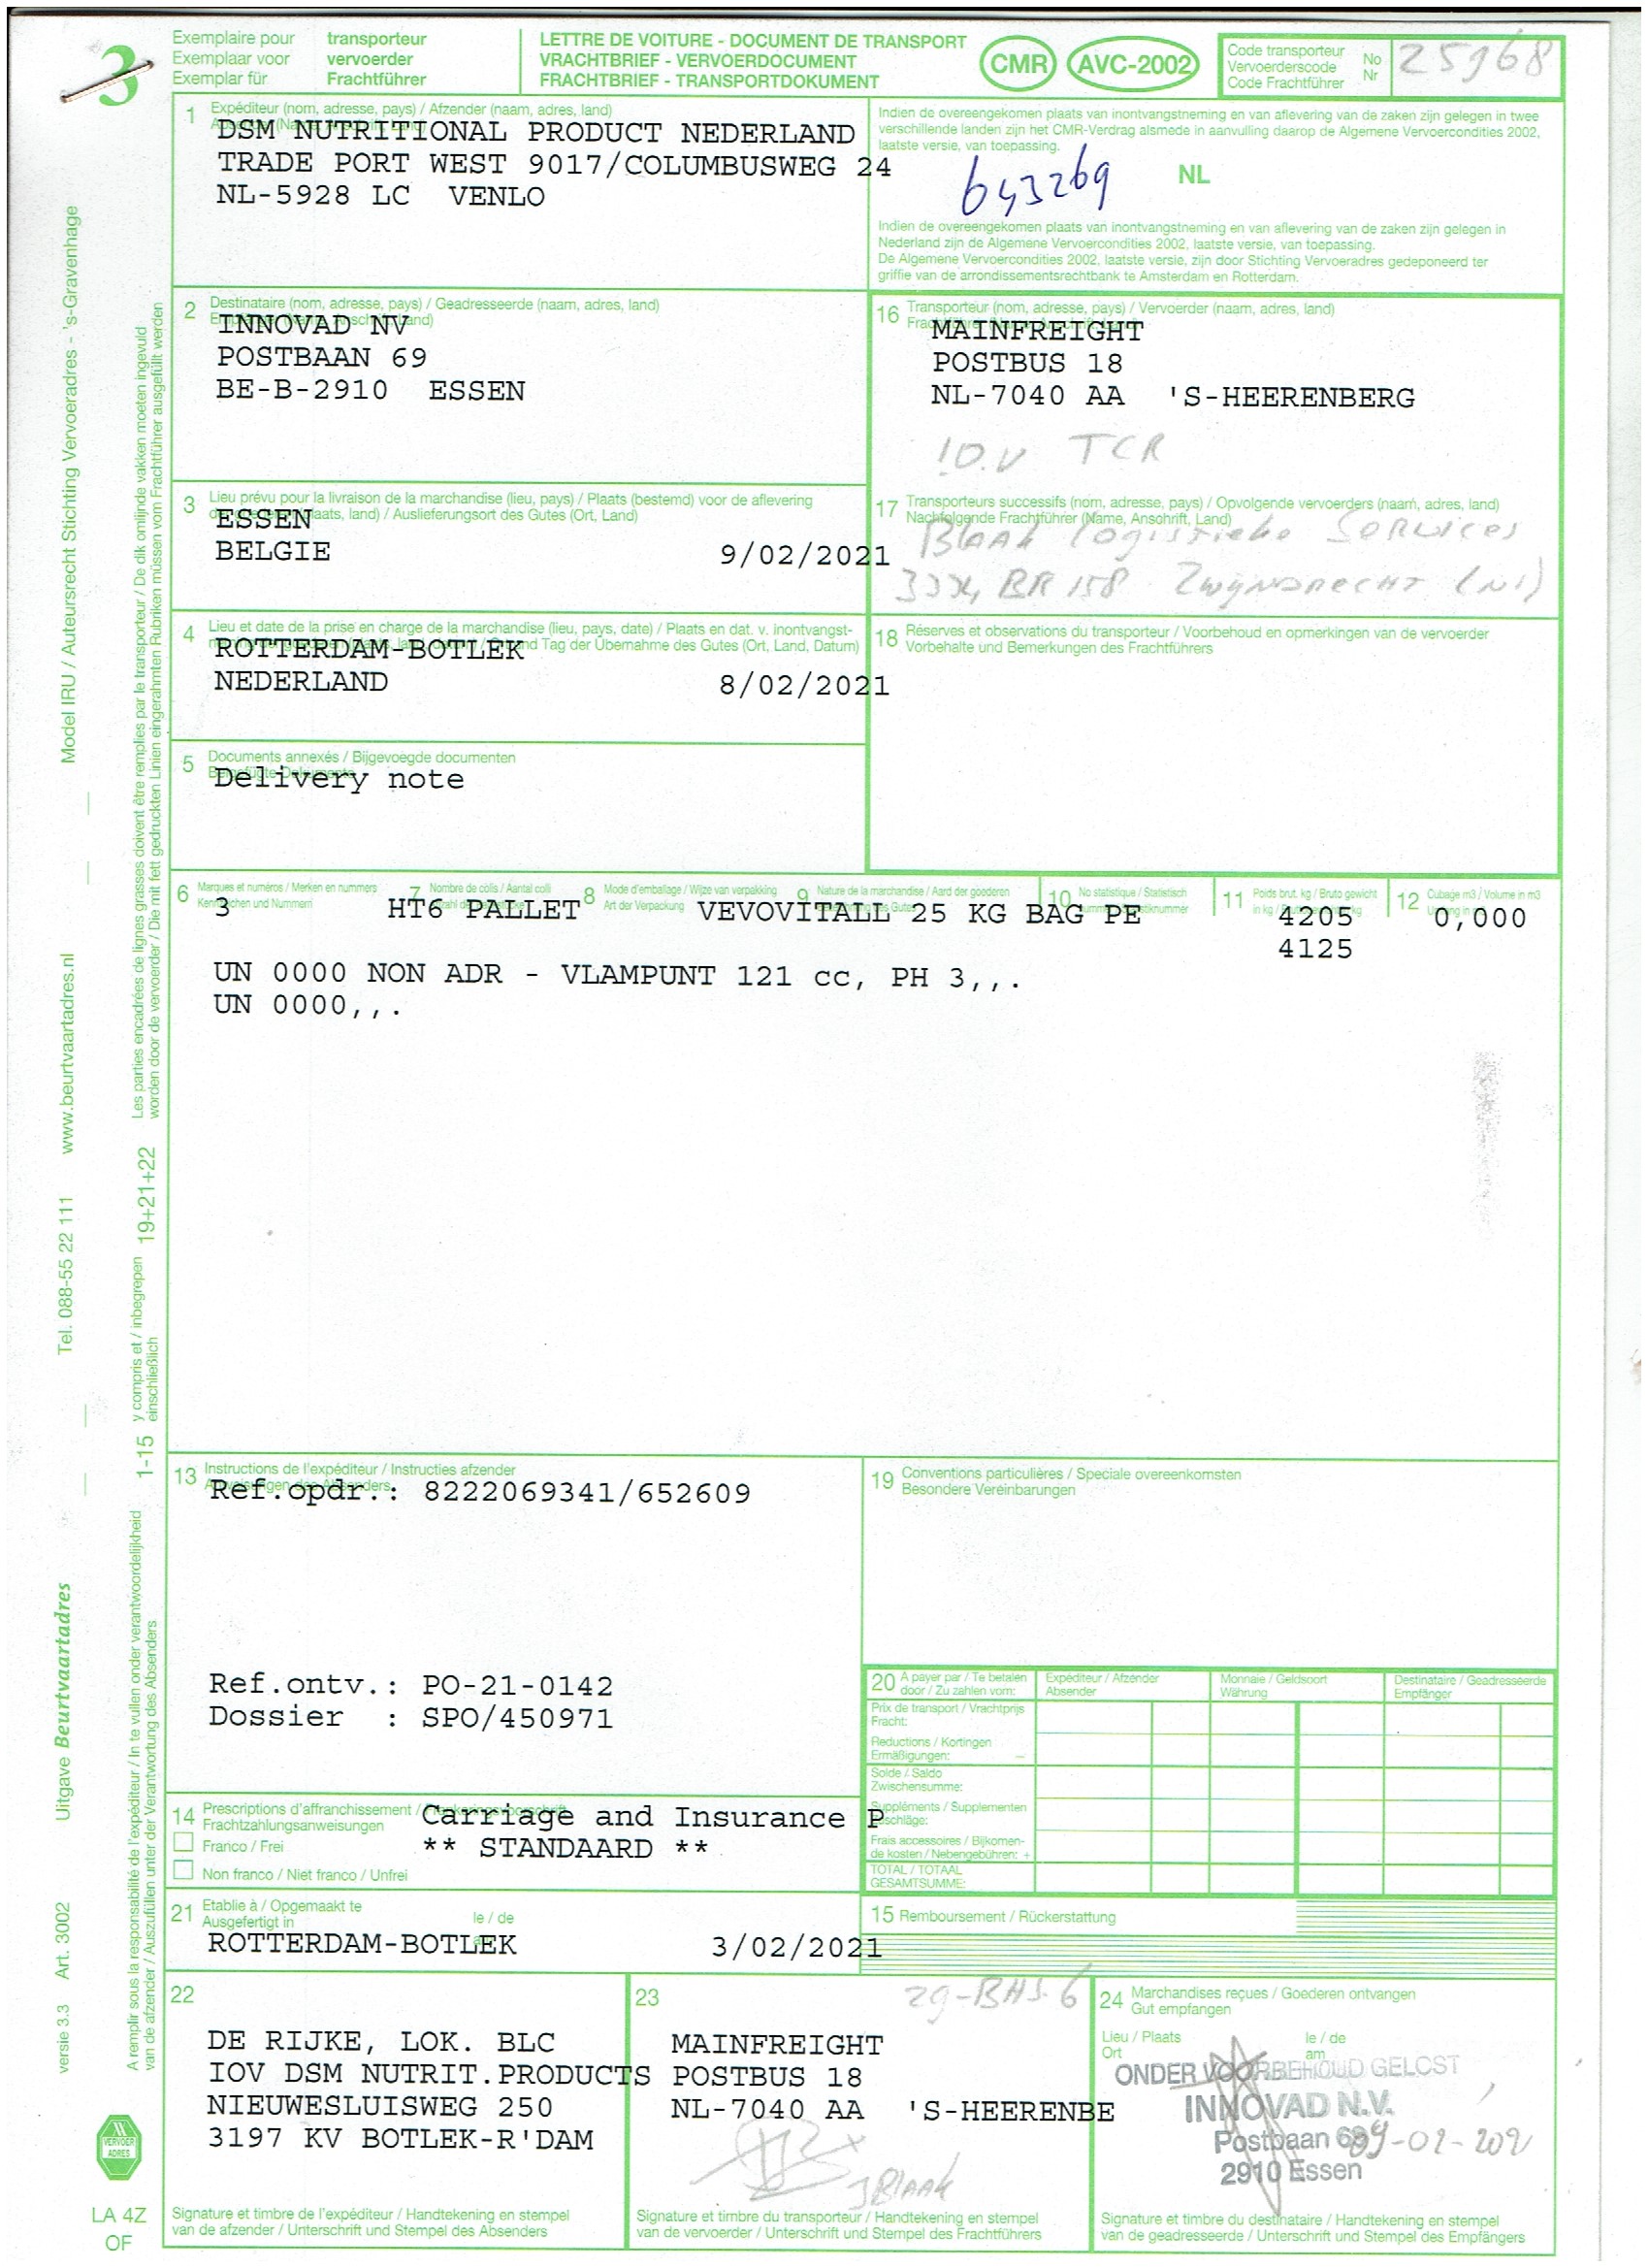 3
Exemplaire pour transporteur
Exemplaar voor vervoerder
Exemplar für Frachtführer
LETTRE DE VOITURE - DOCUMENT DE TRANSPORT
VRACHTBRIEF - VERVOERDOCUMENT
FRACHTBRIEF - TRANSPORTDOKUMENT
CMR
AVC-2002
Code transporteur
Vervoerderscode
Code Frachtführer
No
Nr
25968
1 Expéditeur (nom, adresse, pays) / Afzender (naam, adres, land)
DSM NUTRITIONAL PRODUCT NEDERLAND
TRADE PORT WEST 9017/COLUMBUSWEG 24
NL-5928 LC VENLO
Indien de overeengekomen plaats van inontvangstneming en van aflevering van de zaken zijn gelegen in twee
verschillende landen zijn het CMR-Verdrag alsmede in aanvulling daarop de Algemene Vervoercondities 2002,
laatste versie, van toepassing.
643269
NL
Indien de overeengekomen plaats van inontvangstneming en van aflevering van de zaken zijn gelegen in
Nederland zijn de Algemene Vervoercondities 2002, laatste versie, van toepassing.
De Algemene Vervoercondities 2002, laatste versie, zijn door Stichting Vervoeradres gedeponeerd ter
griffie van de arrondissementsrechtbank te Amsterdam en Rotterdam.
2 Destinataire (nom, adresse, pays) / Geadresseerde (naam, adres, land)
INNOVAD NV
POSTBAAN 69
BE-B-2910 ESSEN
16 Transporteur (nom, adresse, pays) / Vervoerder (naam, adres, land)
MAINFREIGHT
POSTBUS 18
NL-7040 AA 'S-HEERENBERG
TCR
3 Lieu prévu pour la livraison de la marchandise (lieu, pays) / Plaats (bestemd) voor de aflevering
/ Auslieferungsort des Gutes (Ort, Land)
ESSEN
BELGIE 9/02/2021
17 Transporteurs successifs (nom, adresse, pays) / Opvolgende vervoerders (naam, adres, land)
Nachfolgende Frachtführer (Name, Anschrift, Land)
Blaak logistieke Services
BR 158 Zwijndrecht (NL)
4 Lieu et date de la prise en charge de la marchandise (lieu, pays, date) / Plaats en dat. v. inontvangst-
und Tag der Übernahme des Gutes (Ort, Land, Datum)
ROTTERDAM-BOTLEK
NEDERLAND 8/02/2021
18 Réserves et observations du transporteur / Voorbehoud en opmerkingen van de vervoerder
Vorbehalte und Bemerkungen des Frachtführers
5 Documents annexés / Bijgevoegde documenten
Delivery note
6 Marques et numéros / Merken en nummers
Kennzeichen und Nummern
7 Nombre de colis / Aantal colli
8 Mode d'emballage / Wijze van verpakking
Art der Verpackung
9 Nature de la marchandise / Aard der goederen
10 No statistique / Statistisch
11 Poids brut, kg / Bruto gewicht
12 Cubage m3 / Volume in m3
3 HT6 PALLET VEVOVITALL 25 KG BAG PE 4205 0,000
4125
UN 0000 NON ADR - VLAMPUNT 121 cc, PH 3,,.
UN 0000,,.
13 Instructions de l'expéditeur / Instructies afzender
Ref.opdr.: 8222069341/652609
Ref.ontv.: PO-21-0142
Dossier : SPO/450971
19 Conventions particulières / Speciale overeenkomsten
Besondere Vereinbarungen
20 A payer par / Te betalen
door / Zu zahlen vom:
Expéditeur / Afzender
Absender
Monnaie / Geldsoort
Währung
Destinataire / Geadresseerde
Empfänger
Prix de transport / Vrachtprijs
Fracht:
Reductions / Kortingen
Ermäßigungen: –
Solde / Saldo
Zwischensumme:
Suppléments / Supplementen
Frais accessoires / Bijkomen-
de kosten / Nebengebühren: +
TOTAL / TOTAAL
GESAMTSUMME:
14 Prescriptions d'affranchissement /
Frachtzahlungsanweisungen
Carriage and Insurance P
** STANDAARD **
Franco / Frei
Non franco / Niet franco / Unfrei
21 Etablie à / Opgemaakt te
Ausgefertigt in
le / de
ROTTERDAM-BOTLEK 3/02/2021
15 Remboursement / Rückerstattung
22
DE RIJKE, LOK. BLC
IOV DSM NUTRIT.PRODUCTS
NIEUWESLUISWEG 250
3197 KV BOTLEK-R'DAM
Signature et timbre de l'expéditeur / Handtekening en stempel
van de afzender / Unterschrift und Stempel des Absenders
23
29-BHS-6
MAINFREIGHT
POSTBUS 18
NL-7040 AA 'S-HEERENBE
J Blaak
Signature et timbre du transporteur / Handtekening en stempel
van de vervoerder / Unterschrift und Stempel des Frachtführers
24 Marchandises reçues / Goederen ontvangen
Gut empfangen
Lieu / Plaats
Ort
le / de
am
ONDER VOORBEHOUD GELOST
INNOVAD N.V.
Postbaan 69
2910 Essen
09-02-202
Signature et timbre du destinataire / Handtekening en stempel
van de geadresseerde / Unterschrift und Stempel des Empfängers
Model IRU / Auteursrecht Stichting Vervoeradres - 's-Gravenhage
www.beurtvaartadres.nl
Tel. 088-55 22 111
Uitgave Beurtvaartadres
Art. 3002
versie 3.3
Les parties encadrées de lignes grasses doivent être remplies par le transporteur / De dik omlijnde vakken moeten ingevuld
worden door de vervoerder / Die mit fett gedruckten Linien eingerahmten Rubriken müssen vom Frachtführer ausgefüllt werden
19+21+22
y compris et / inbegrepen
einschließlich
1-15
A remplir sous la responsabilité de l'expéditeur / In te vullen onder verantwoordelijkheid
van de afzender / Auszufüllen unter der Verantwortung des Absenders
VERVOER
ADRES
LA 4Z
OF